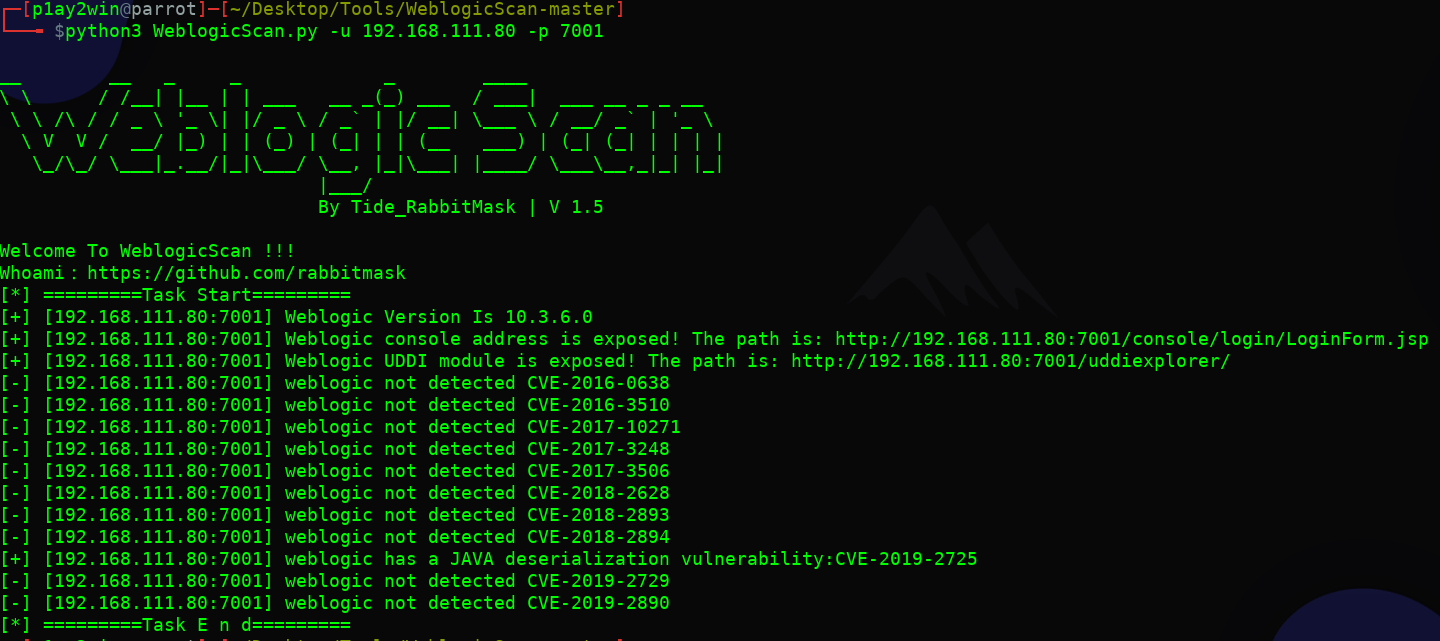 ┌─[p1ay2win@parrot]─[~/Desktop/Tools/WeblogicScan-master]
└──╼ $python3 WeblogicScan.py -u 192.168.111.80 -p 7001
Weblogic Scan
By Tide_RabbitMask | V 1.5
Welcome To WeblogicScan !!!
Whoami：https://github.com/rabbitmask
[*] =========Task Start=========
[+] [192.168.111.80:7001] Weblogic Version Is 10.3.6.0
[+] [192.168.111.80:7001] Weblogic console address is exposed! The path is: http://192.168.111.80:7001/console/login/LoginForm.jsp
[+] [192.168.111.80:7001] Weblogic UDDI module is exposed! The path is: http://192.168.111.80:7001/uddiexplorer/
[-] [192.168.111.80:7001] weblogic not detected CVE-2016-0638
[-] [192.168.111.80:7001] weblogic not detected CVE-2016-3510
[-] [192.168.111.80:7001] weblogic not detected CVE-2017-10271
[-] [192.168.111.80:7001] weblogic not detected CVE-2017-3248
[-] [192.168.111.80:7001] weblogic not detected CVE-2017-3506
[-] [192.168.111.80:7001] weblogic not detected CVE-2018-2628
[-] [192.168.111.80:7001] weblogic not detected CVE-2018-2893
[-] [192.168.111.80:7001] weblogic not detected CVE-2018-2894
[+] [192.168.111.80:7001] weblogic has a JAVA deserialization vulnerability:CVE-2019-2725
[-] [192.168.111.80:7001] weblogic not detected CVE-2019-2729
[-] [192.168.111.80:7001] weblogic not detected CVE-2019-2890
[*] =========Task E n d=========